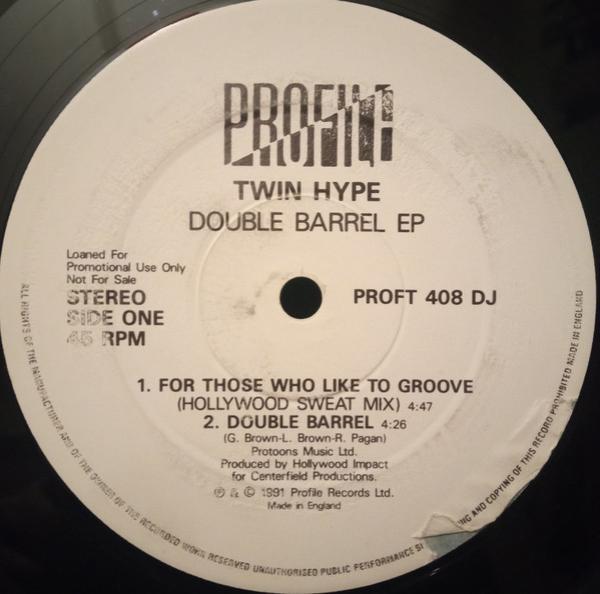 PROFILE
TWIN HYPE
DOUBLE BARREL EP
Loaned For
Promotional Use Only
Not For Sale
STEREO
SIDE ONE
45 RPM
PROFT 408 DJ
1. FOR THOSE WHO LIKE TO GROOVE
(HOLLYWOOD SWEAT MIX) 4:47
2. DOUBLE BARREL 4:26
(G. Brown-L. Brown-R. Pagan)
Protoons Music Ltd.
Produced by Hollywood Impact
for Centerfield Productions.
℗ & © 1991 Profile Records Ltd.
Made in England
ALL RIGHTS OF THE MANUFACTURER AND OF THE OWNER OF THE RECORDED WORK RESERVED UNAUTHORISED PUBLIC PERFORMANCE AND COPYING OF THIS RECORD PROHIBITED MADE IN ENGLAND